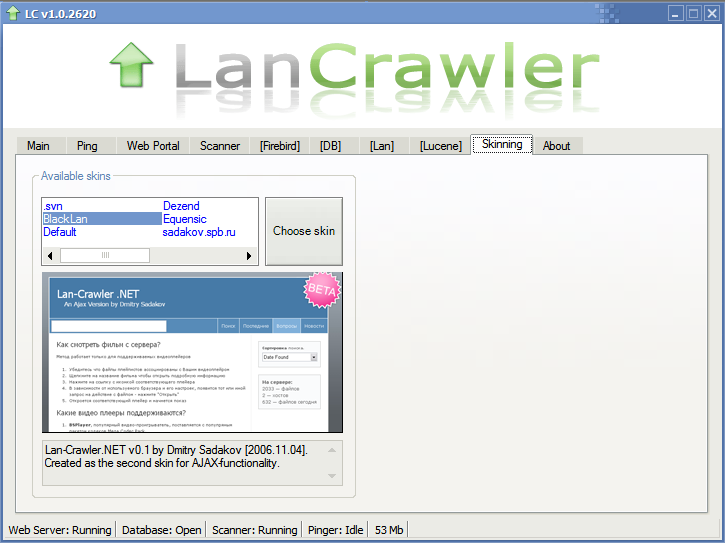 LC v1.0.2620
LanCrawler
Main Ping Web Portal Scanner [Firebird] [DB] [Lan] [Lucene] Skinning About
Available skins
.svn Dezend
BlackLan Equensic
Default sadakov.spb.ru
Choose skin
Lan-Crawler .NET
An Ajax Version by Dmitry Sadakov
BETA
Поиск Последние Вопросы Новости
Как смотреть фильм с сервера?
Метод работает только для поддерживаемых видеоплейеров
1. Убедитесь что файлы плейлистов ассоциированы с Вашим видеоплейером
2. Щелкните на название фильма чтобы открыть подробную информацию
3. Нажмите на ссылку с иконкой соответствующего плейера
4. В зависимости от используемого браузера и его настроек, появится тот или иной
запрос на действие с файлом - нажмите "Открыть"
5. Откроется соответствующий плейер и начнется показ
Какие видео плееры поддерживаются?
1. BSPlayer, популярный видео-проигрыватель, поставляется с популярным
Сортировка
Date Found
На сервере:
2033 — файлов
2 — хостов
632 — файлов сегодня
Lan-Crawler.NET v0.1 by Dmitry Sadakov [2006.11.04].
Created as the second skin for AJAX-functionality.
Web Server: Running Database: Open Scanner: Running Pinger: Idle 53 Mb